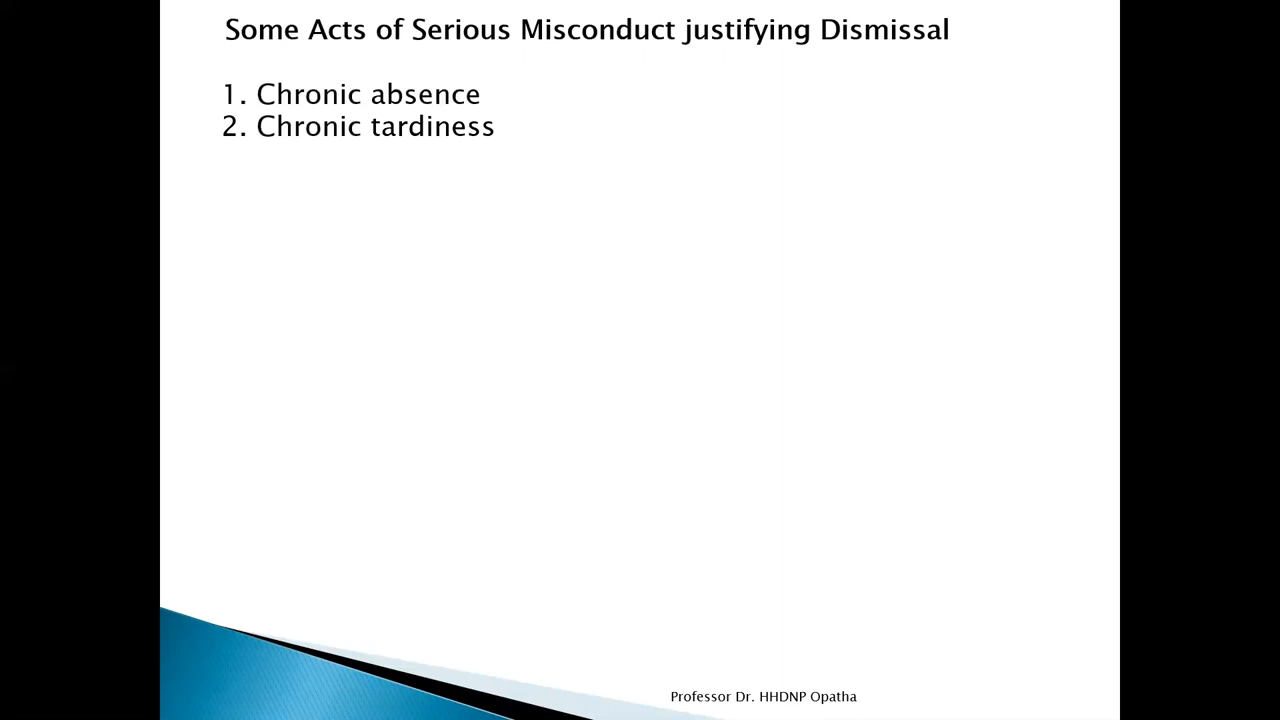 Some Acts of Serious Misconduct justifying Dismissal
1. Chronic absence
2. Chronic tardiness
Professor Dr. HHDNP Opatha